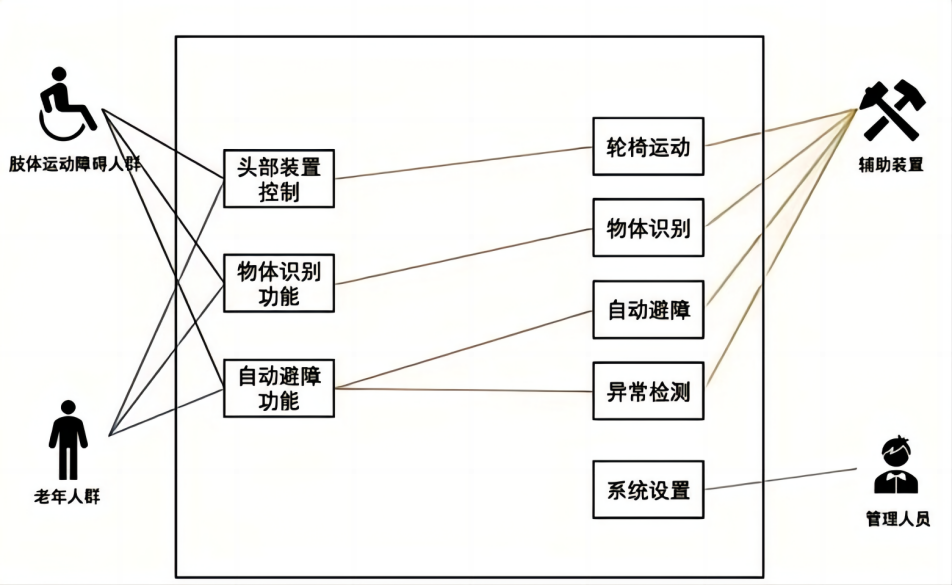 肢体运动障碍人群
头部装置
控制
轮椅运动
辅助装置
物体识别
物体识别
功能
自动避障
自动避障
功能
异常检测
老年人群
系统设置
管理人员